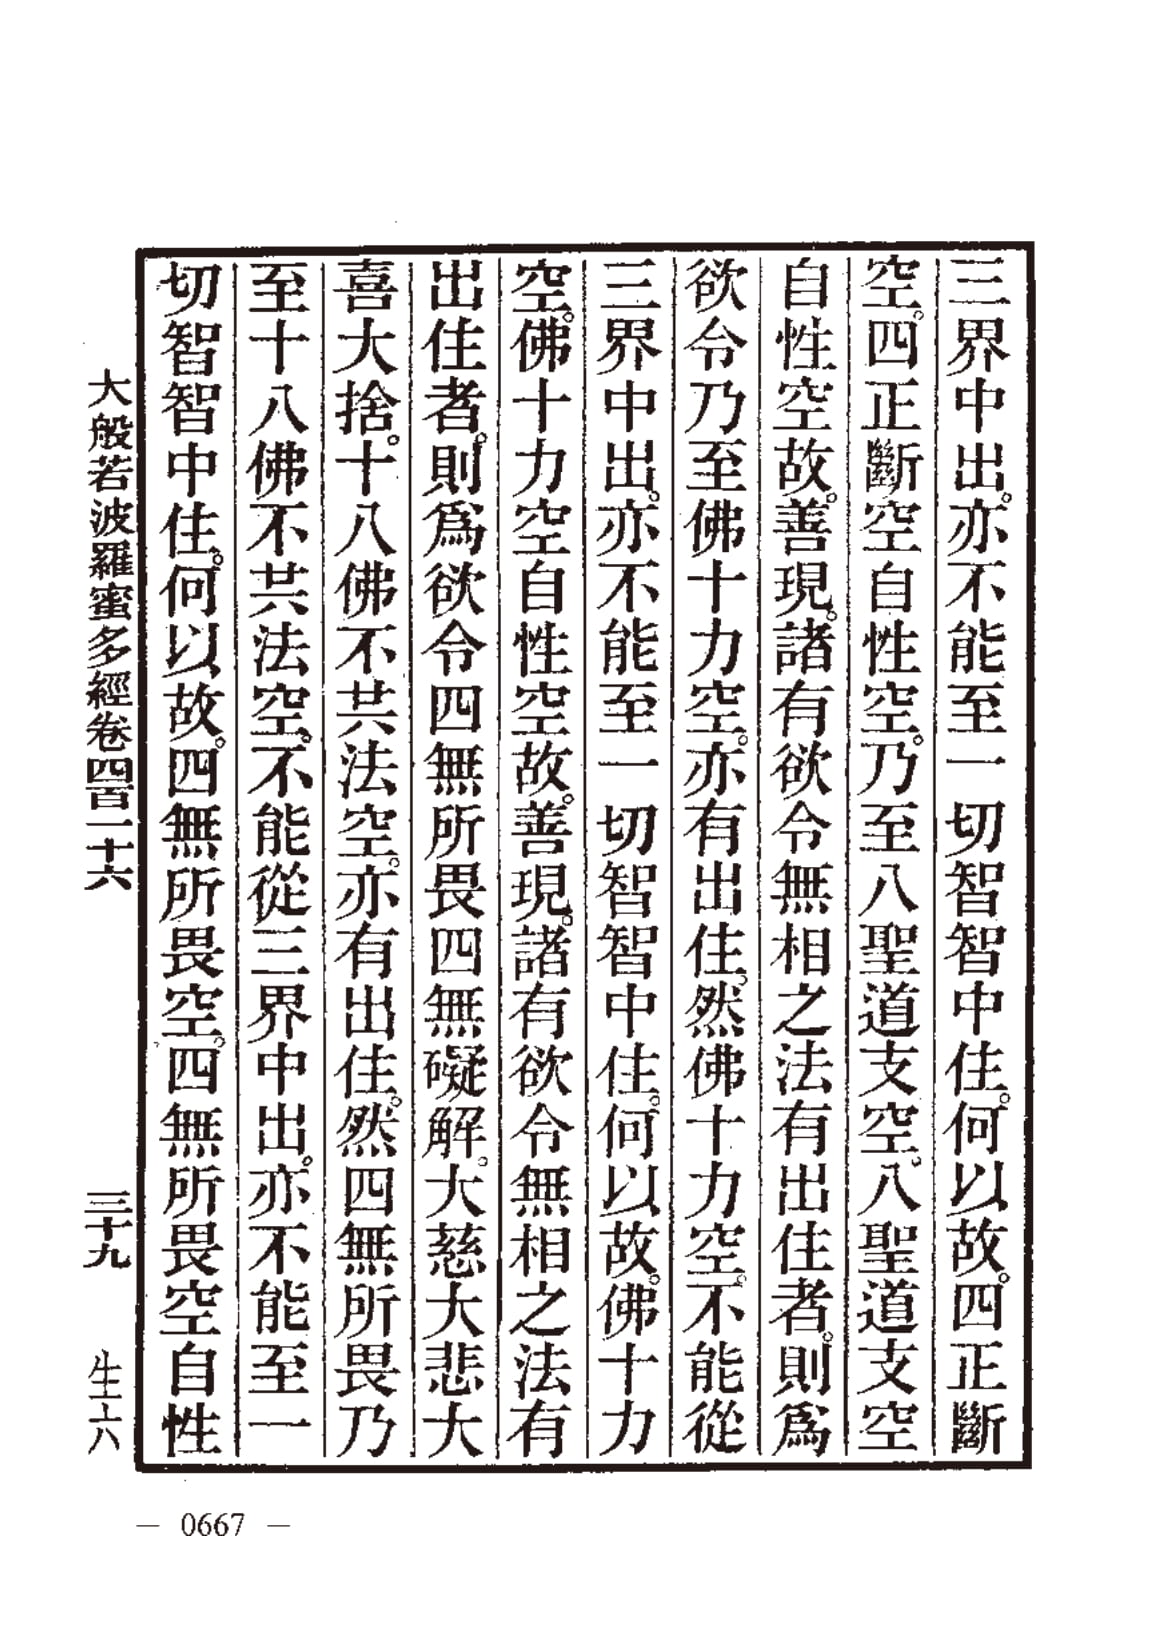 三界中出。亦不能至一切智智中住。何以故。四正斷
空。四正斷空自性空。乃至八聖道支空。八聖道支空
自性空故。善現。諸有欲令無相之法有出住者。則爲
欲令乃至佛十力空。亦有出住。然佛十力空。不能從
三界中出。亦不能至一切智智中住。何以故。佛十力
空。佛十力空自性空故。善現。諸有欲令無相之法有
出住者。則爲欲令四無所畏四無礙解。大慈大悲大
喜大捨。十八佛不共法空。亦有出住。然四無所畏乃
至十八佛不共法空。不能從三界中出。亦不能至一
切智智中住。何以故。四無所畏空。四無所畏空自性
大般若波羅蜜多經卷四百一十六 三十九 生六
— 0667 —